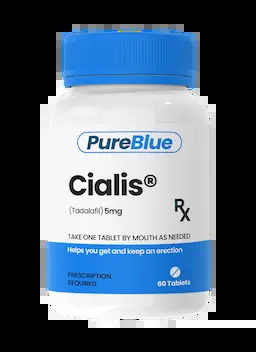 PureBlue
Cialis®
(Tadalafil) 5mg
RX
TAKE ONE TABLET BY MOUTH AS NEEDED
Helps you get and keep an erection
PRESCRIPTION
REQUIRED
60 Tablets